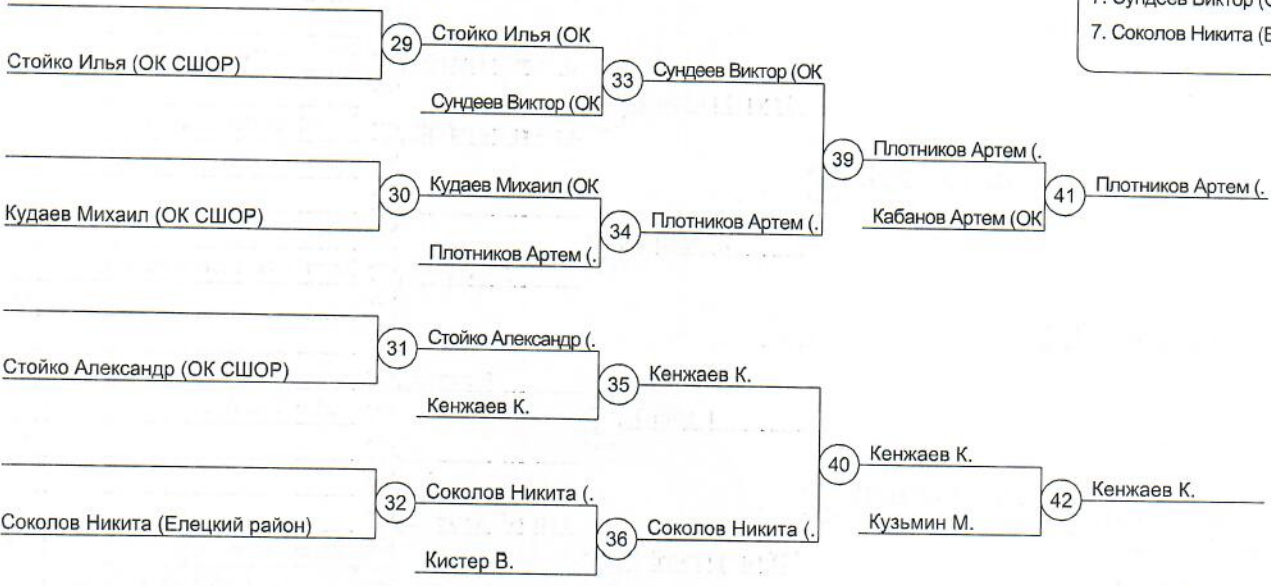 7. Сундеев Виктор (
7. Соколов Никита (Е
Стойко Илья (ОК СШОР)
29
Стойко Илья (ОК
Сундеев Виктор (ОК
33
Сундеев Виктор (ОК
Кудаев Михаил (ОК СШОР)
30
Кудаев Михаил (ОК
Плотников Артем (.
34
Плотников Артем (.
39
Плотников Артем (.
Кабанов Артем (ОК
41
Плотников Артем (.
Стойко Александр (ОК СШОР)
31
Стойко Александр (.
Кенжаев К.
35
Кенжаев К.
Соколов Никита (Елецкий район)
32
Соколов Никита (.
Кистер В.
36
Соколов Никита (.
40
Кенжаев К.
Кузьмин М.
42
Кенжаев К.